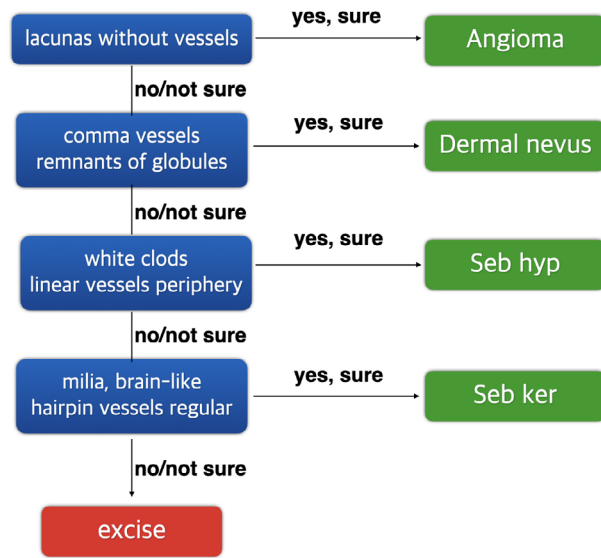 lacunas without vessels
yes, sure
Angioma
no/not sure
comma vessels
remnants of globules
yes, sure
Dermal nevus
no/not sure
white clods
linear vessels periphery
yes, sure
Seb hyp
no/not sure
milia, brain-like
hairpin vessels regular
yes, sure
Seb ker
no/not sure
excise